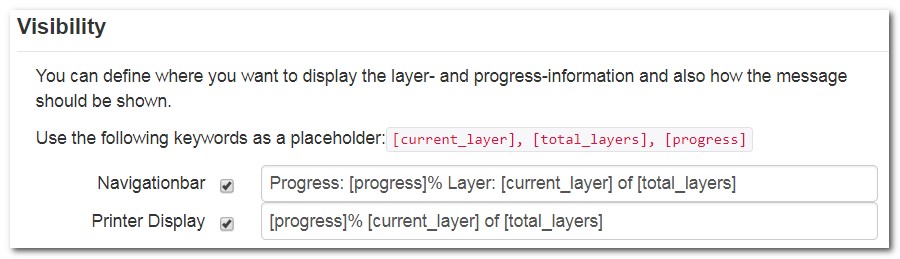 Visibility
You can define where you want to display the layer- and progress-information and also how the message
should be shown.
Use the following keywords as a placeholder: [current_layer], [total_layers], [progress]
Navigationbar Progress: [progress]% Layer: [current_layer] of [total_layers]
Printer Display [progress]% [current_layer] of [total_layers]